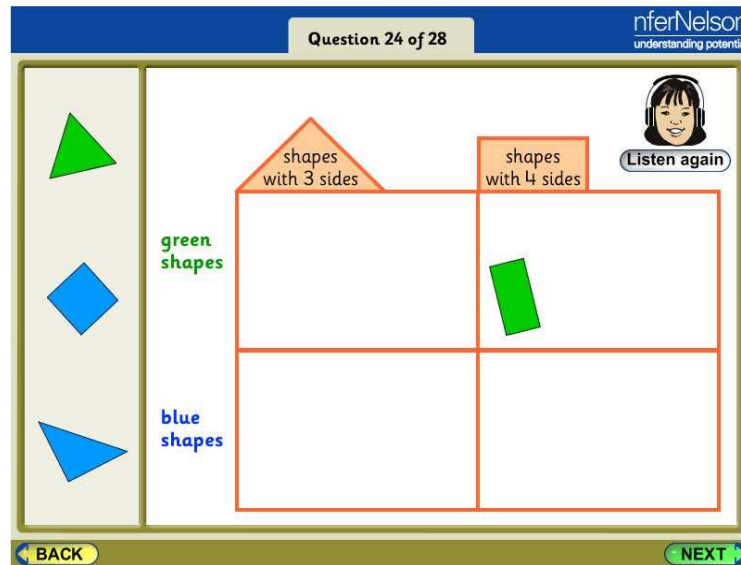 Question 24 of 28
nferNelson
understanding potenti
Listen again
shapes
with 3 sides
shapes
with 4 sides
green
shapes
blue
shapes
BACK
NEXT